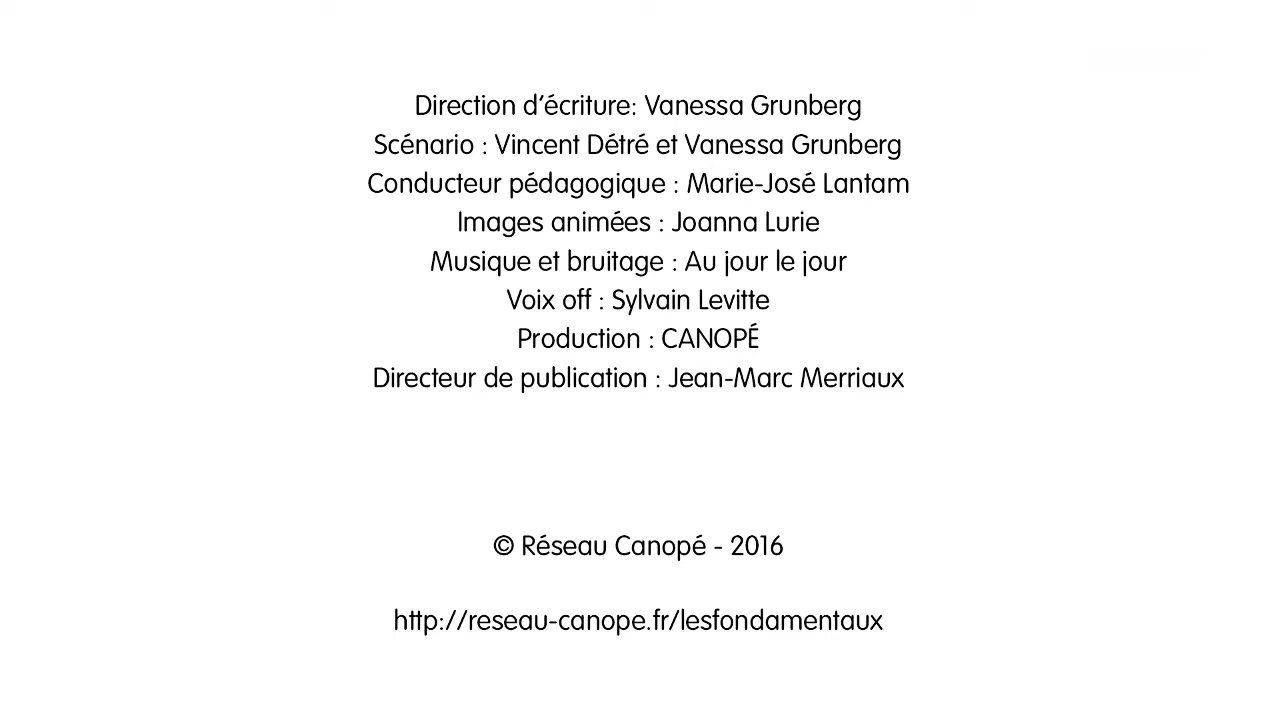 Direction d’écriture: Vanessa Grunberg
Scénario : Vincent Détré et Vanessa Grunberg
Conducteur pédagogique : Marie-José Lantam
Images animées : Joanna Lurie
Musique et bruitage : Au jour le jour
Voix off : Sylvain Levitte
Production : CANOPÉ
Directeur de publication : Jean-Marc Merriaux
© Réseau Canopé - 2016
http://reseau-canope.fr/lesfondamentaux